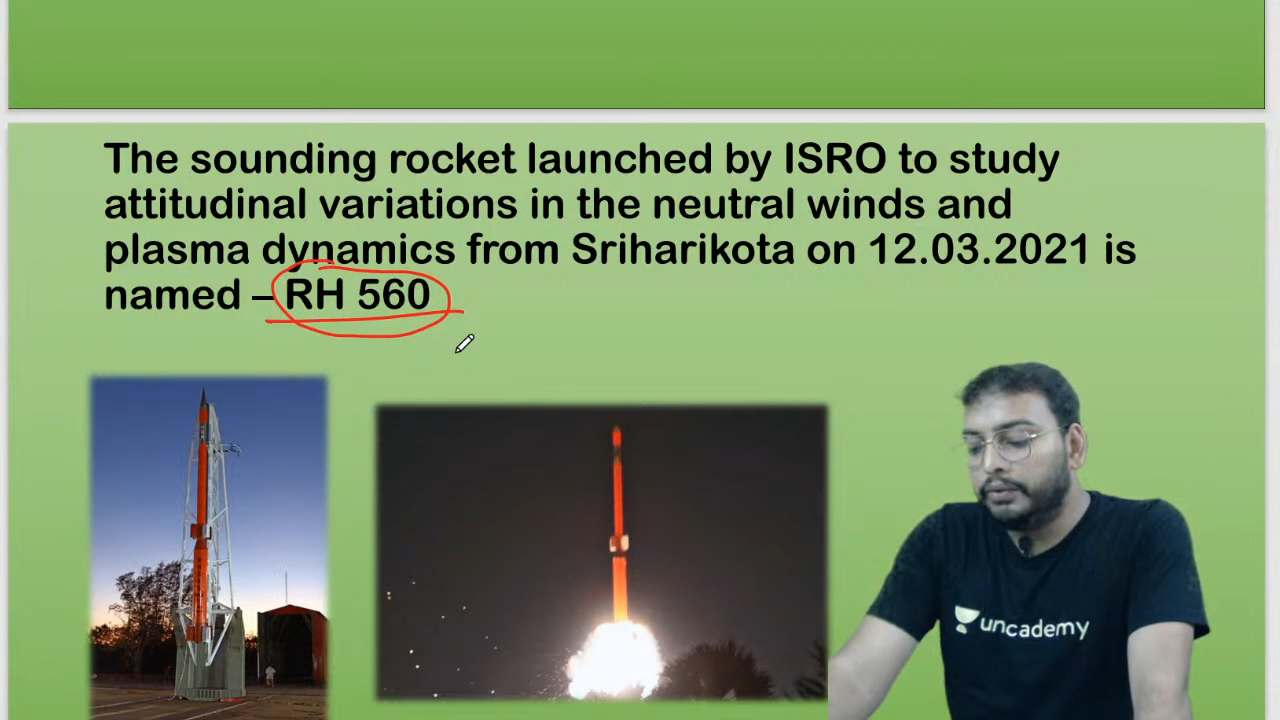 The sounding rocket launched by ISRO to study
attitudinal variations in the neutral winds and
plasma dynamics from Sriharikota on 12.03.2021 is
named – RH 560
unacademy